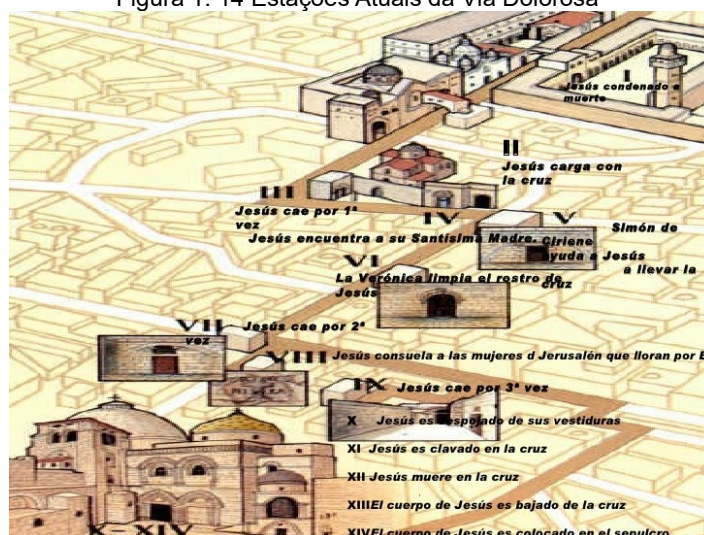 Figura 1: 14 Estações Atuais da Via Dolorosa
I
Jesús condenado a
muerte
II
Jesús carga con
la cruz
III
Jesús cae por 1ª
vez
IV
Jesús encuentra a su Santísima Madre.
V
Simón de
Ciriene
yuda a Jesús
a llevar la
cruz
VI
La Verónica limpia el rostro de
Jesús
VII Jesús cae por 2ª
vez
VIII Jesús consuela a las mujeres d Jerusalén que lloran por E
IX Jesús cae por 3ª vez
X Jesús es despojado de sus vestiduras
XI Jesús es clavado en la cruz
XII Jesús muere en la cruz
XIIIEl cuerpo de Jesús es bajado de la cruz
XIVEl cuerpo de Jesús es colocado en el sepulcro
X - XIV